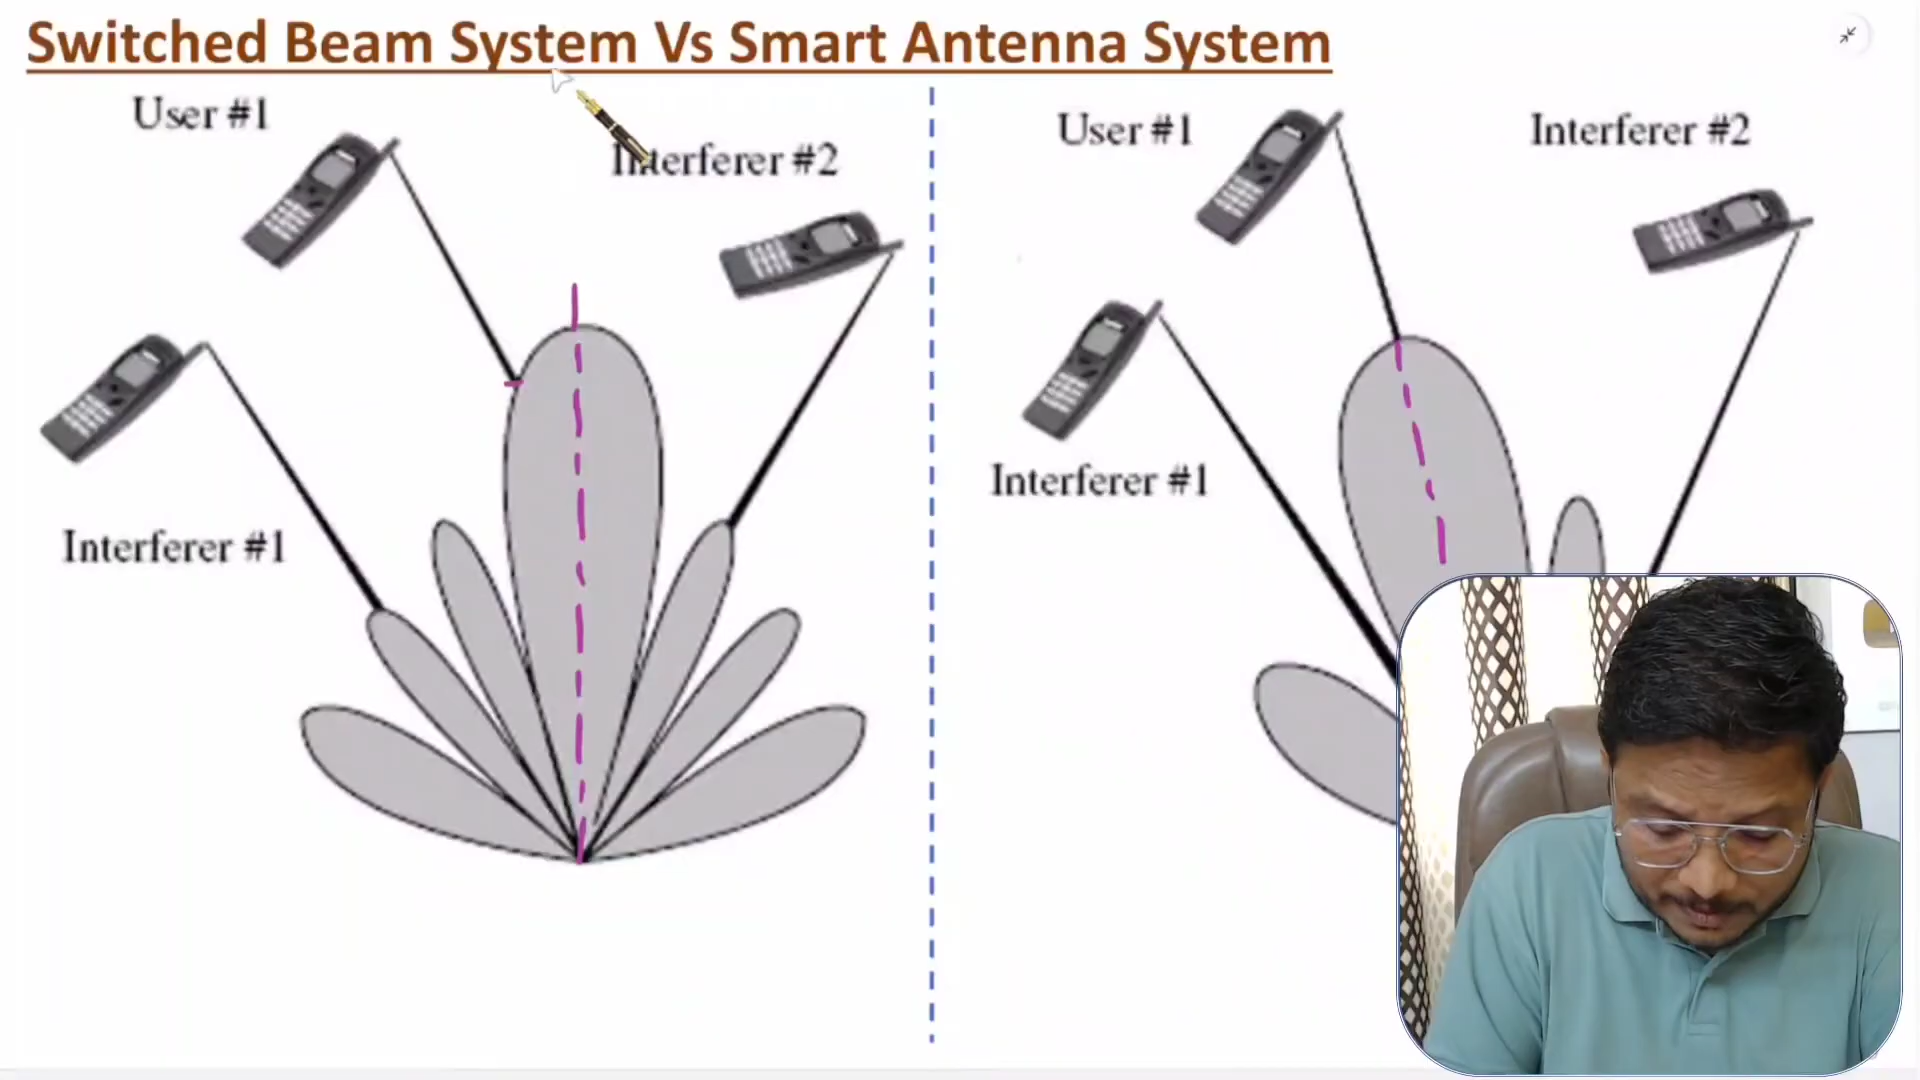 Switched Beam System Vs Smart Antenna System
User #1
Interferer #2
Interferer #1
User #1
Interferer #2
Interferer #1